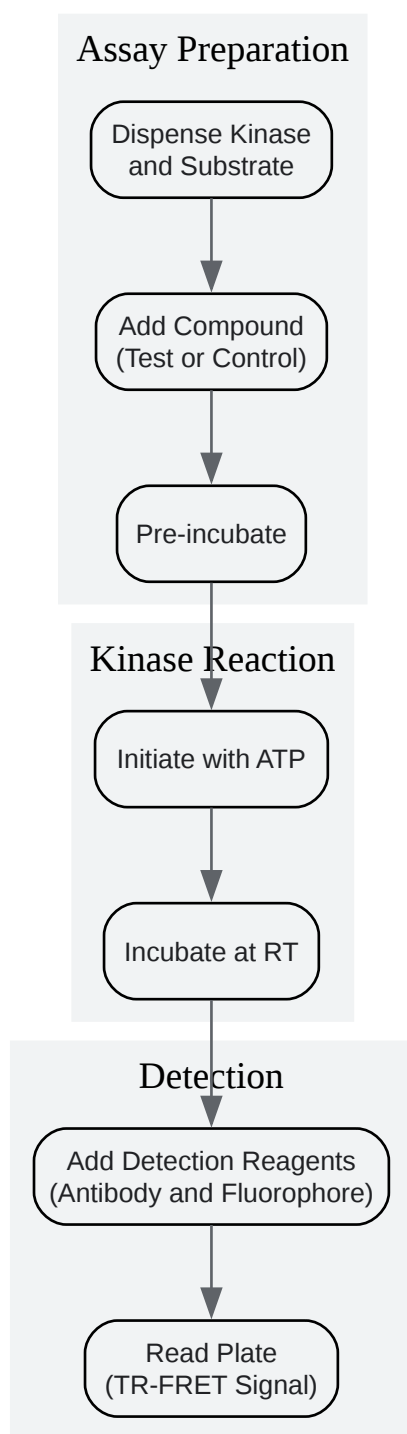 Assay Preparation
Dispense Kinase
and Substrate
Add Compound
(Test or Control)
Pre-incubate
Kinase Reaction
Initiate with ATP
Incubate at RT
Detection
Add Detection Reagents
(Antibody and Fluorophore)
Read Plate
(TR-FRET Signal)